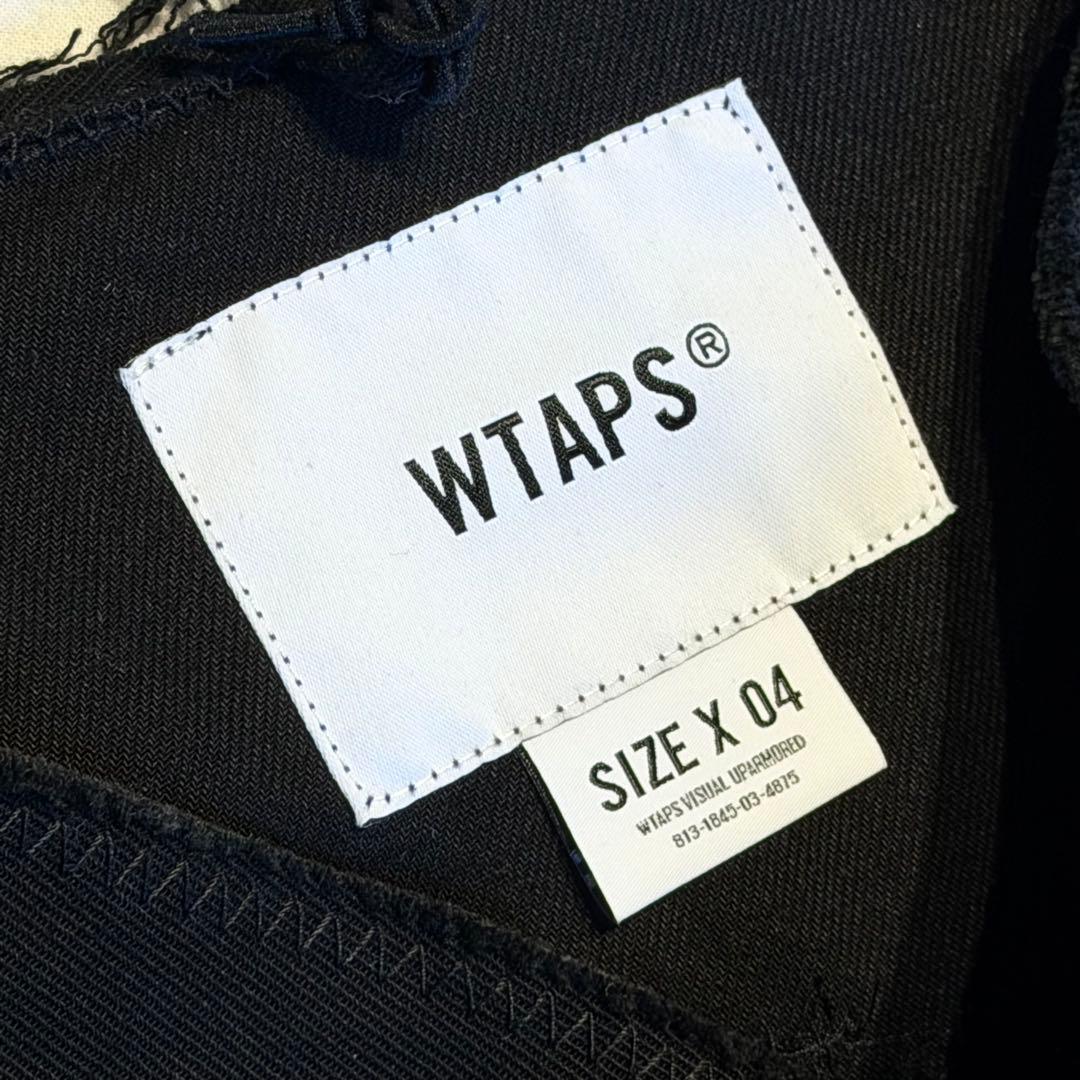 WTAPS®
SIZE X 04
WTAPS VISUAL UPARMORED
813-1845-03-4875